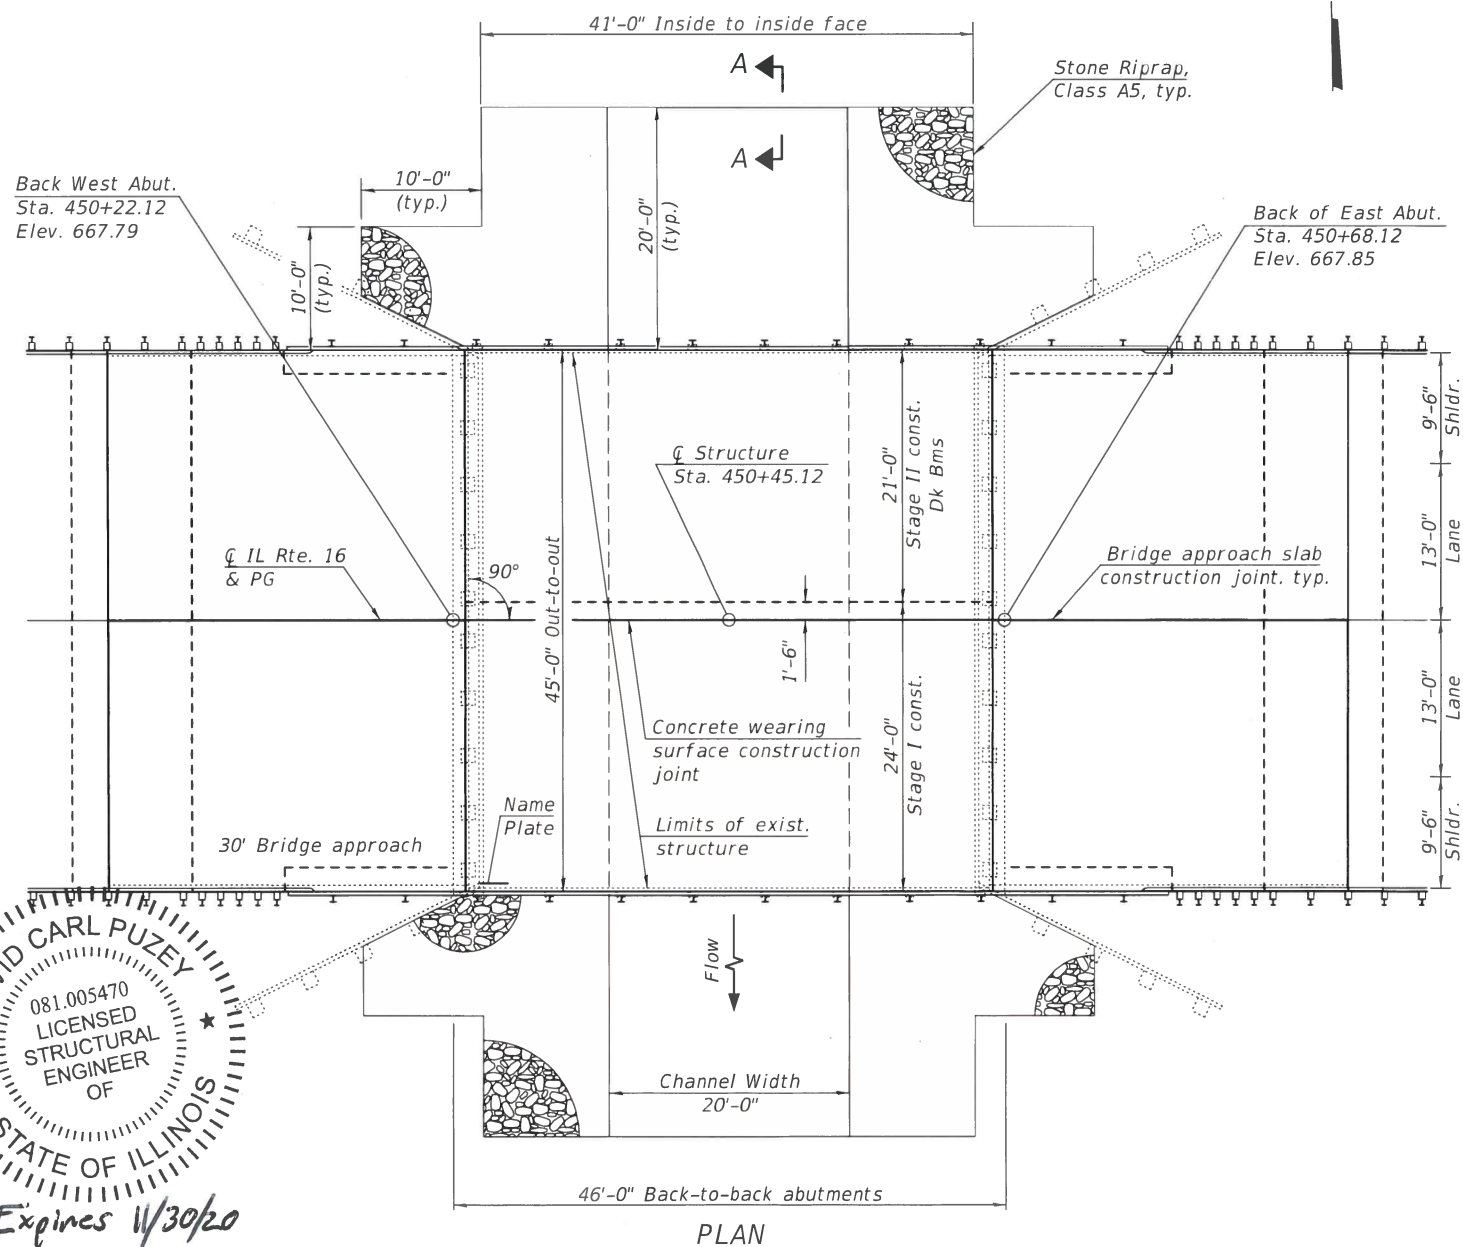 41'-0" Inside to inside face
A
Stone Riprap,
Class A5, typ.
A
Back West Abut.
Sta. 450+22.12
Elev. 667.79
10'-0"
(typ.)
20'-0"
(typ.)
10'-0"
(typ.)
Back of East Abut.
Sta. 450+68.12
Elev. 667.85
℄ Structure
Sta. 450+45.12
21'-0"
Stage II const.
Dk Bms
9'-6"
Shldr.
13'-0"
Lane
℄ IL Rte. 16
& PG
90°
45'-0" Out-to-out
Bridge approach slab
construction joint. typ.
1'-6"
Concrete wearing
surface construction
joint
24'-0"
Stage I const.
13'-0"
Lane
Name
Plate
Limits of exist.
structure
30' Bridge approach
9'-6"
Shldr.
Flow
Channel Width
20'-0"
46'-0" Back-to-back abutments
PLAN
VID CARL PUZEY
081.005470
LICENSED
STRUCTURAL
ENGINEER
OF
STATE OF ILLINOIS
Expires 11/30/20